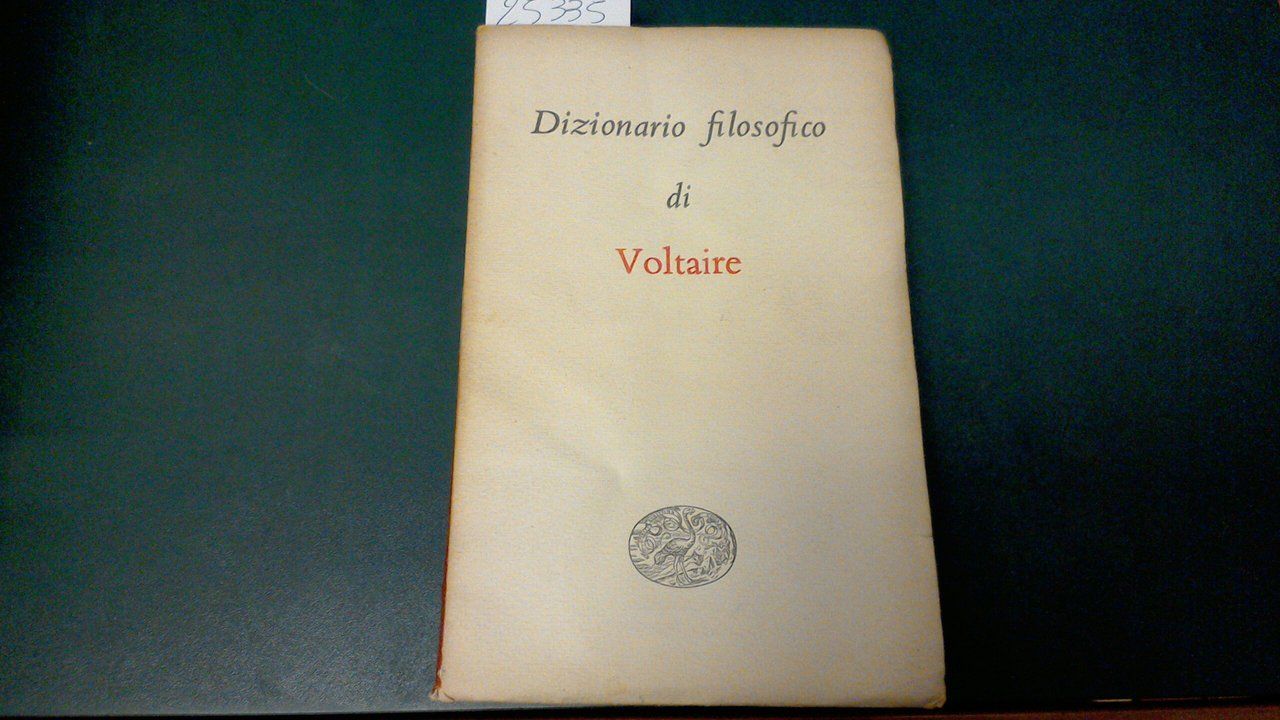 25335
Dizionario filosofico
di
Voltaire